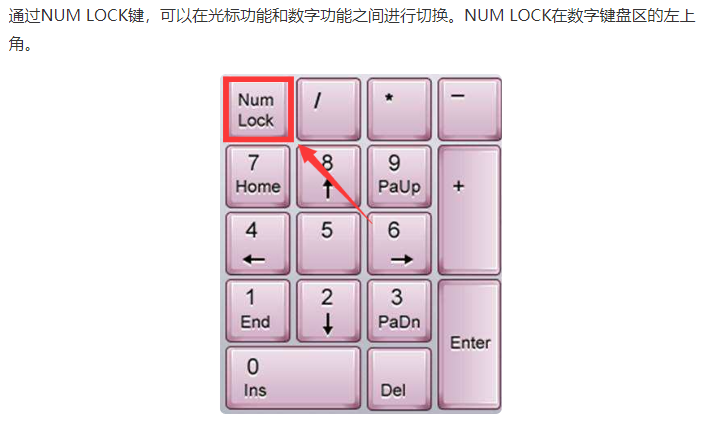 通过NUM LOCK键，可以在光标功能和数字功能之间进行切换。NUM LOCK在数字键盘区的左上
角。
Num
Lock
/
*
−
7
Home
8
↑
9
PaUp
+
4
←
5
6
→
1
End
2
↓
3
PaDn
Enter
0
Ins
Del